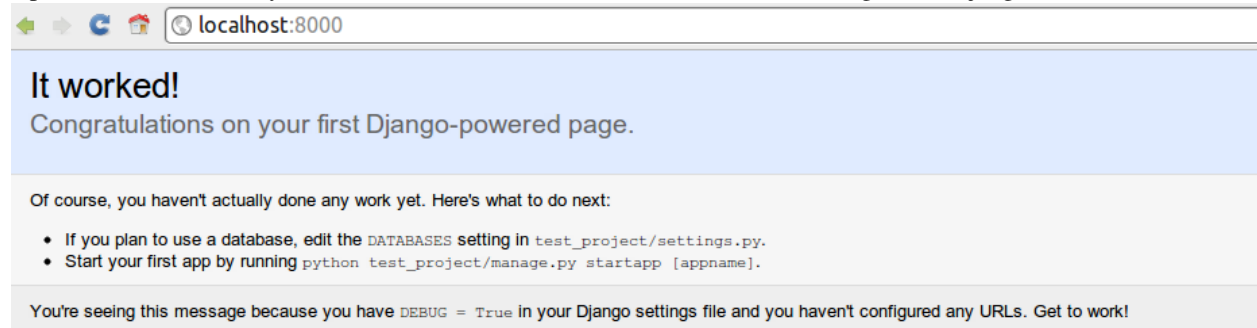 localhost:8000
It worked!
Congratulations on your first Django-powered page.
Of course, you haven't actually done any work yet. Here's what to do next:
• If you plan to use a database, edit the DATABASES setting in test_project/settings.py.
• Start your first app by running python test_project/manage.py startapp [appname].
You're seeing this message because you have DEBUG = True in your Django settings file and you haven't configured any URLs. Get to work!